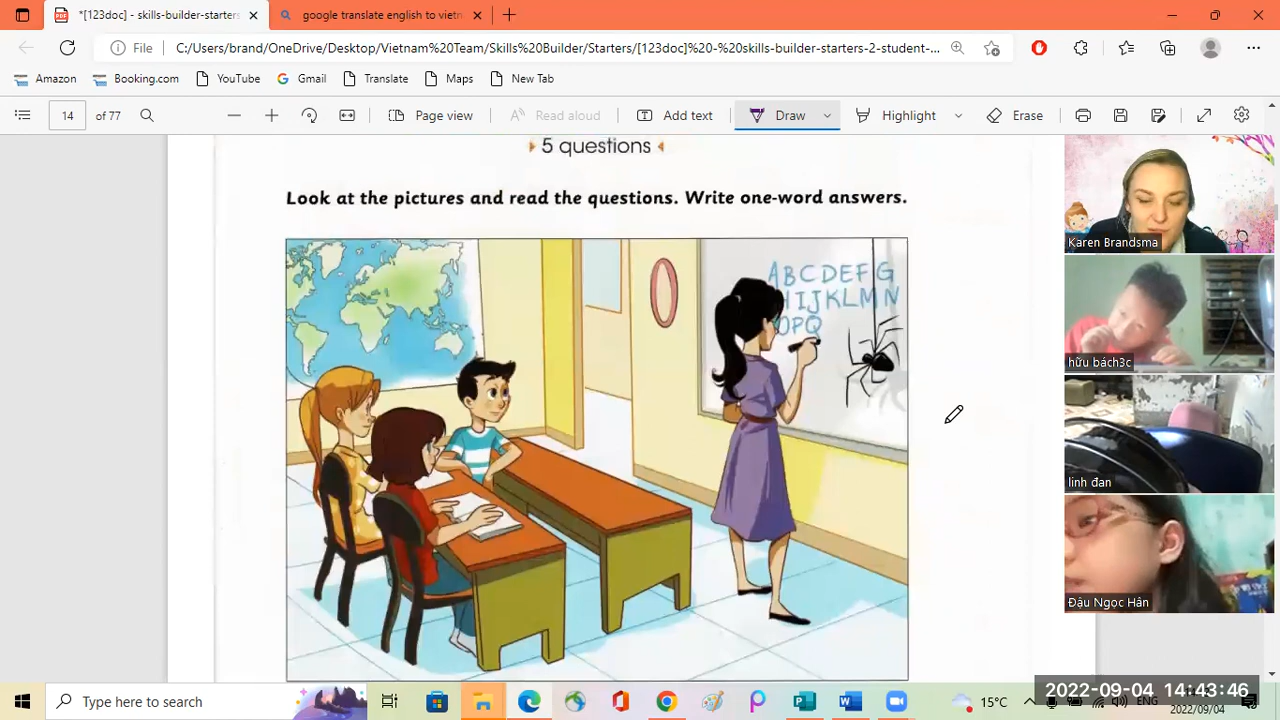 *[123doc] - skills-builder-starters
google translate english to vietn
File
C:/Users/brand/OneDrive/Desktop/Vietnam%20Team/Skills%20Builder/Starters/[123doc]%20-%20skills-builder-starters-2-student-...
Amazon
Booking.com
YouTube
Gmail
Translate
Maps
New Tab
14 of 77
Page view
Read aloud
Add text
Draw
Highlight
Erase
5 questions
Look at the pictures and read the questions. Write one-word answers.
ABCDEFG
HIJKLMN
OPQ
Karen Brandsma
hữu bách3c
linh đan
Đậu Ngọc Hân
Type here to search
15°C
ENG
2022-09-04 14:43:46
2022/09/04